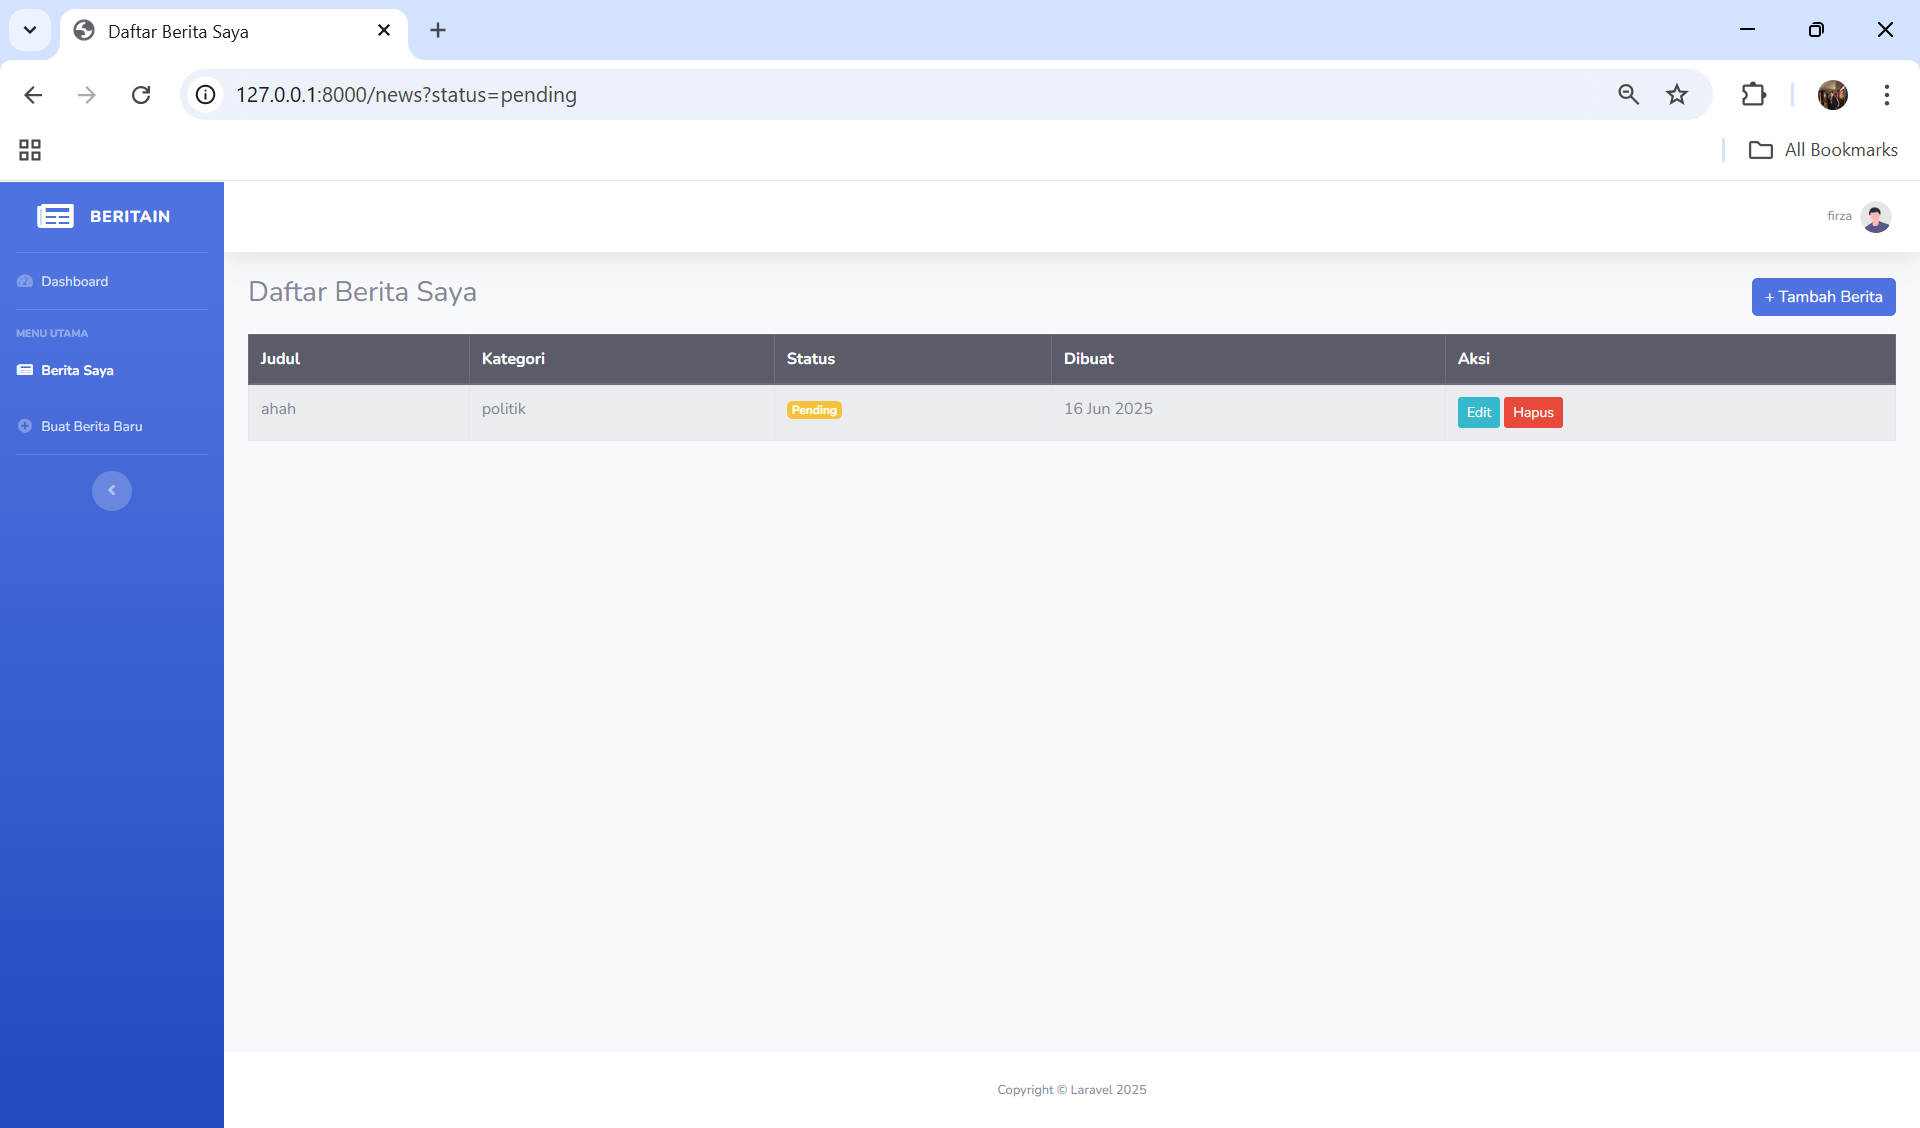 Daftar Berita Saya
127.0.0.1:8000/news?status=pending
All Bookmarks
BERITAIN
firza
Dashboard
MENU UTAMA
Berita Saya
Buat Berita Baru
Daftar Berita Saya
+ Tambah Berita
Judul Kategori Status Dibuat Aksi
ahah politik Pending 16 Jun 2025 Edit Hapus
Copyright © Laravel 2025